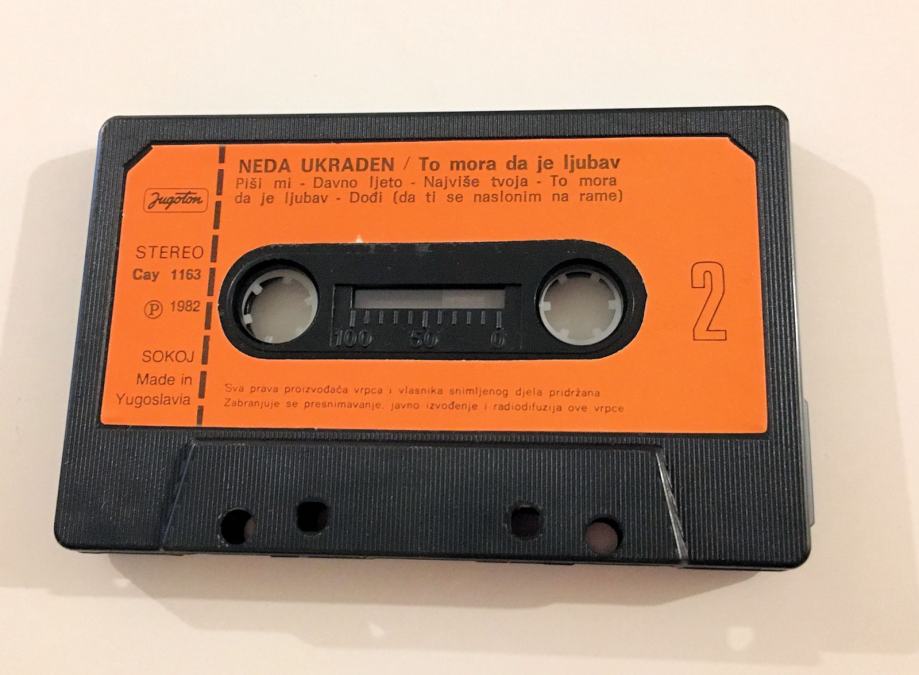 NEDA UKRADEN / To mora da je ljubav
Piši mi - Davno ljeto - Najviše tvoja - To mora
da je ljubav - Dođi (da ti se naslonim na rame)
Jugoton
STEREO
Cay 1163
Ⓟ 1982
SOKOJ
Made in
Yugoslavia
2
100 50 0
Sva prava proizvođača vrpca i vlasnika snimljenog djela pridržana
Zabranjuje se presnimavanje, javno izvođenje i radiodifuzija ove vrpce